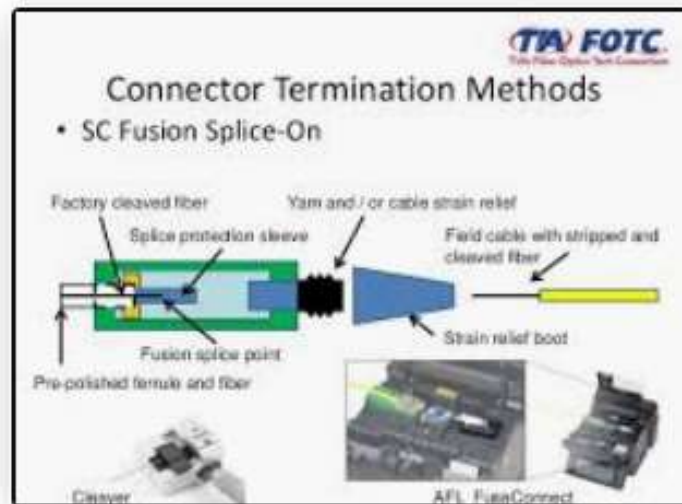 TIA FOTC
Connector Termination Methods
• SC Fusion Splice-On
Factory cleaved fiber
Yarn and / or cable strain relief
Splice protection sleeve
Field cable with stripped and
cleaved fiber
Fusion splice point
Strain relief boot
Pre-polished ferrule and fiber
Cleaver
AFL FuseConnect